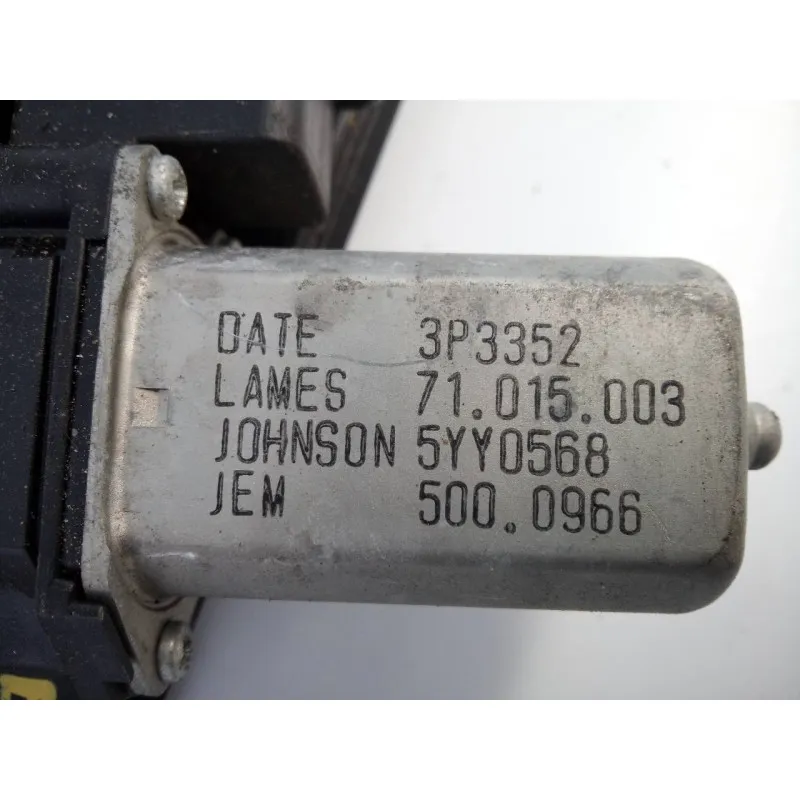 DATE 3P3352
LAMES 71.015.003
JOHNSON 5YY0568
JEM 500.0966